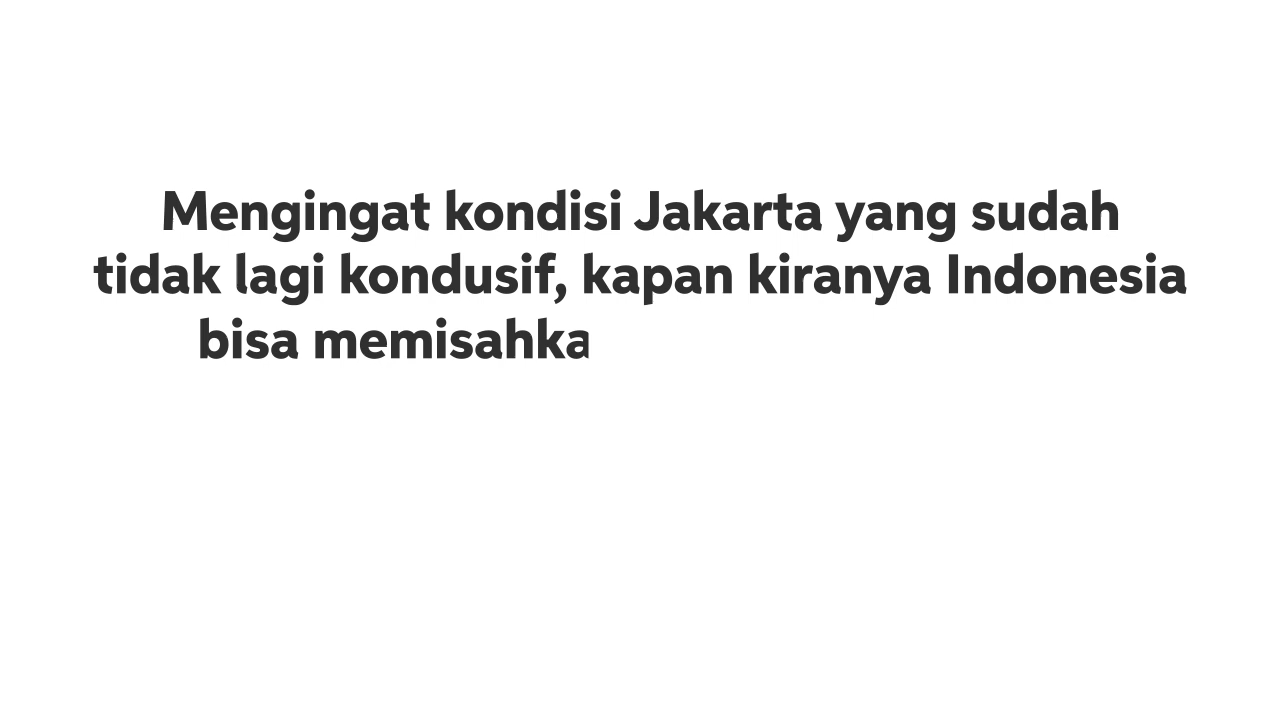 Mengingat kondisi Jakarta yang sudah
tidak lagi kondusif, kapan kiranya Indonesia
bisa memisahka